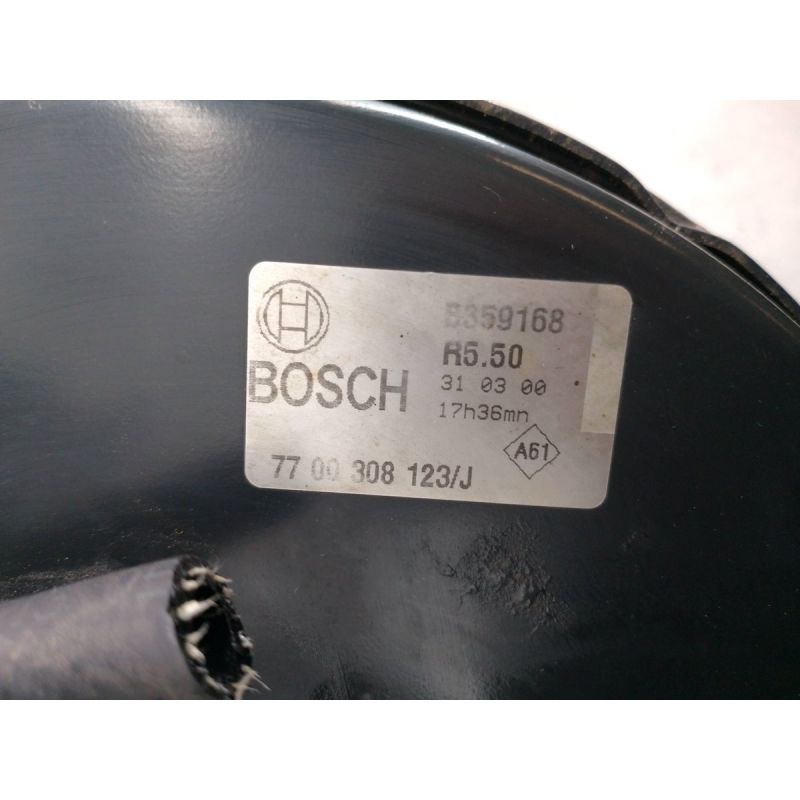 B359168
R5.50
31 03 00
17h36mn
BOSCH
A61
77 00 308 123/J